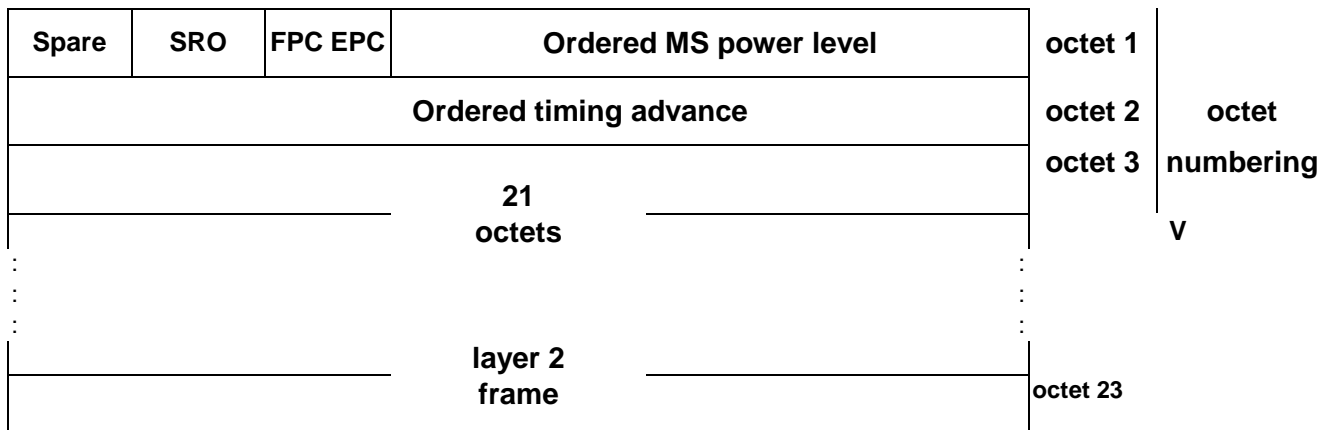 Spare SRO FPC EPC Ordered MS power level octet 1
Ordered timing advance octet 2 octet
octet 3 numbering
21
octets
V
:                    :
:                    :
:                    :
layer 2
frame
octet 23